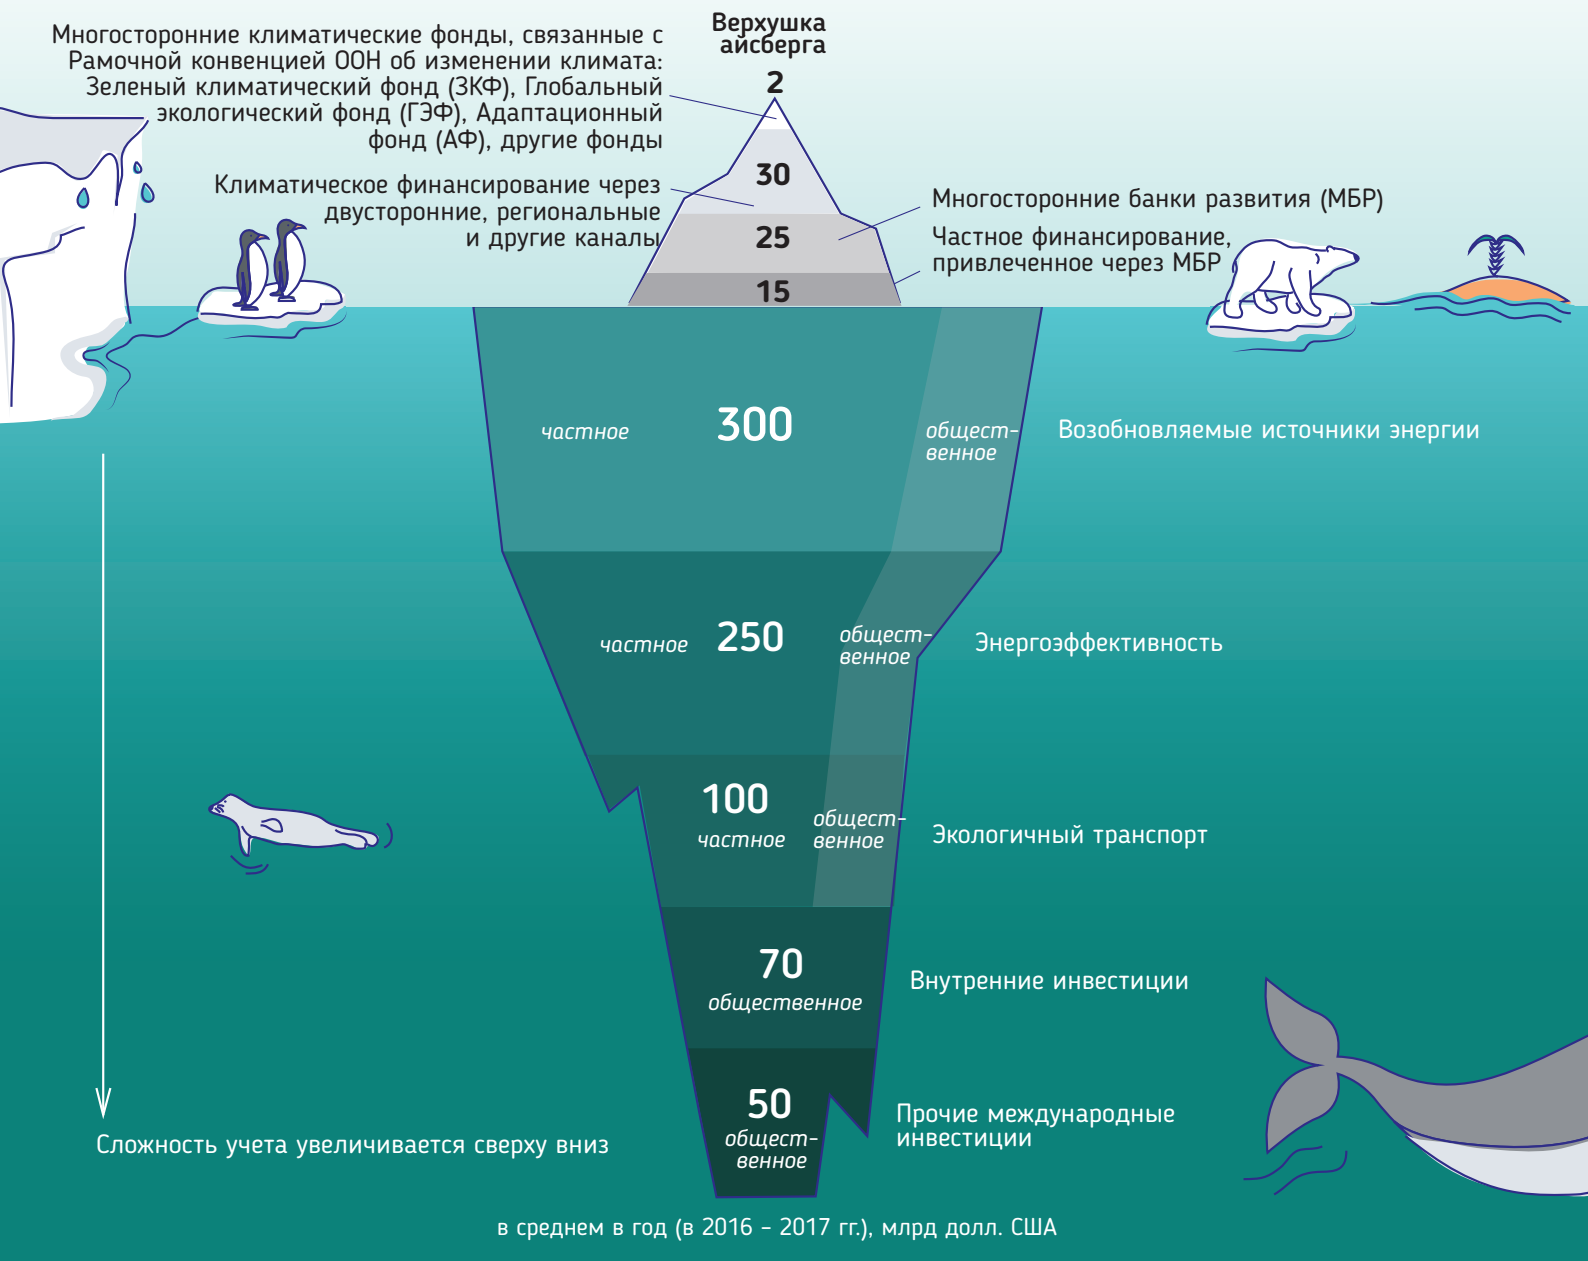 Верхушка
айсберга
2
Многосторонние климатические фонды, связанные с
Рамочной конвенцией ООН об изменении климата:
Зеленый климатический фонд (ЗКФ), Глобальный
экологический фонд (ГЭФ), Адаптационный
фонд (АФ), другие фонды
30
Климатическое финансирование через
двусторонние, региональные
и другие каналы
25
Многосторонние банки развития (МБР)
15
Частное финансирование,
привлеченное через МБР
частное
300
общест-
венное
Возобновляемые источники энергии
частное
250
общест-
венное
Энергоэффективность
100
частное
общест-
венное
Экологичный транспорт
70
общественное
Внутренние инвестиции
50
общест-
венное
Прочие международные
инвестиции
Сложность учета увеличивается сверху вниз
в среднем в год (в 2016 – 2017 гг.), млрд долл. США